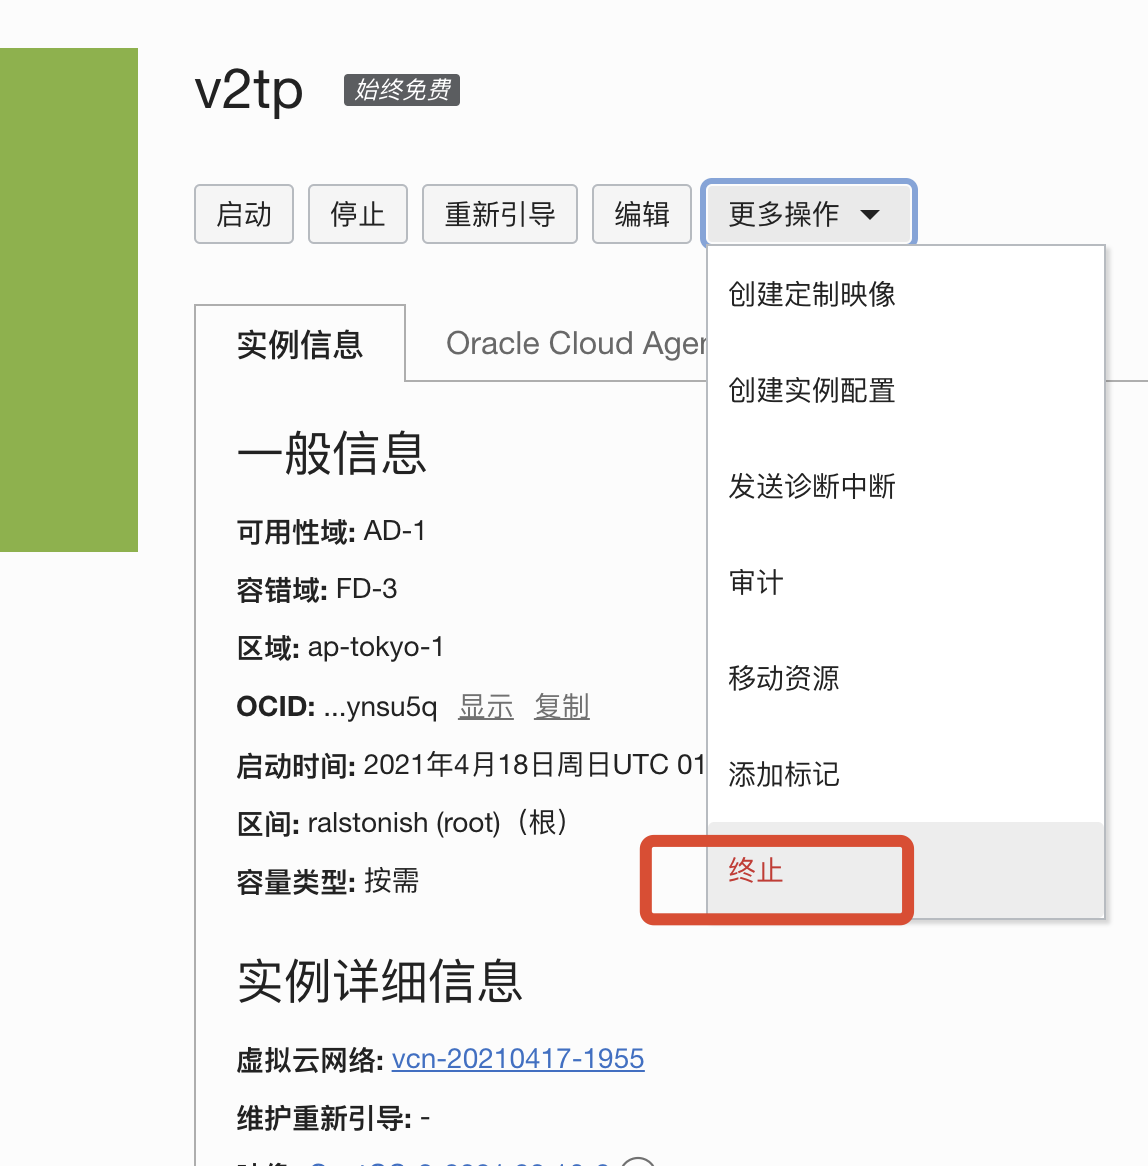 v2tp 始终免费
启动 停止 重新引导 编辑 更多操作
创建定制映像
创建实例配置
发送诊断中断
审计
移动资源
添加标记
终止
实例信息 Oracle Cloud Agen
一般信息
可用性域: AD-1
容错域: FD-3
区域: ap-tokyo-1
OCID: ...ynsu5q 显示 复制
启动时间: 2021年4月18日周日UTC 01
区间: ralstonish (root)（根）
容量类型: 按需
实例详细信息
虚拟云网络: vcn-20210417-1955
维护重新引导: -